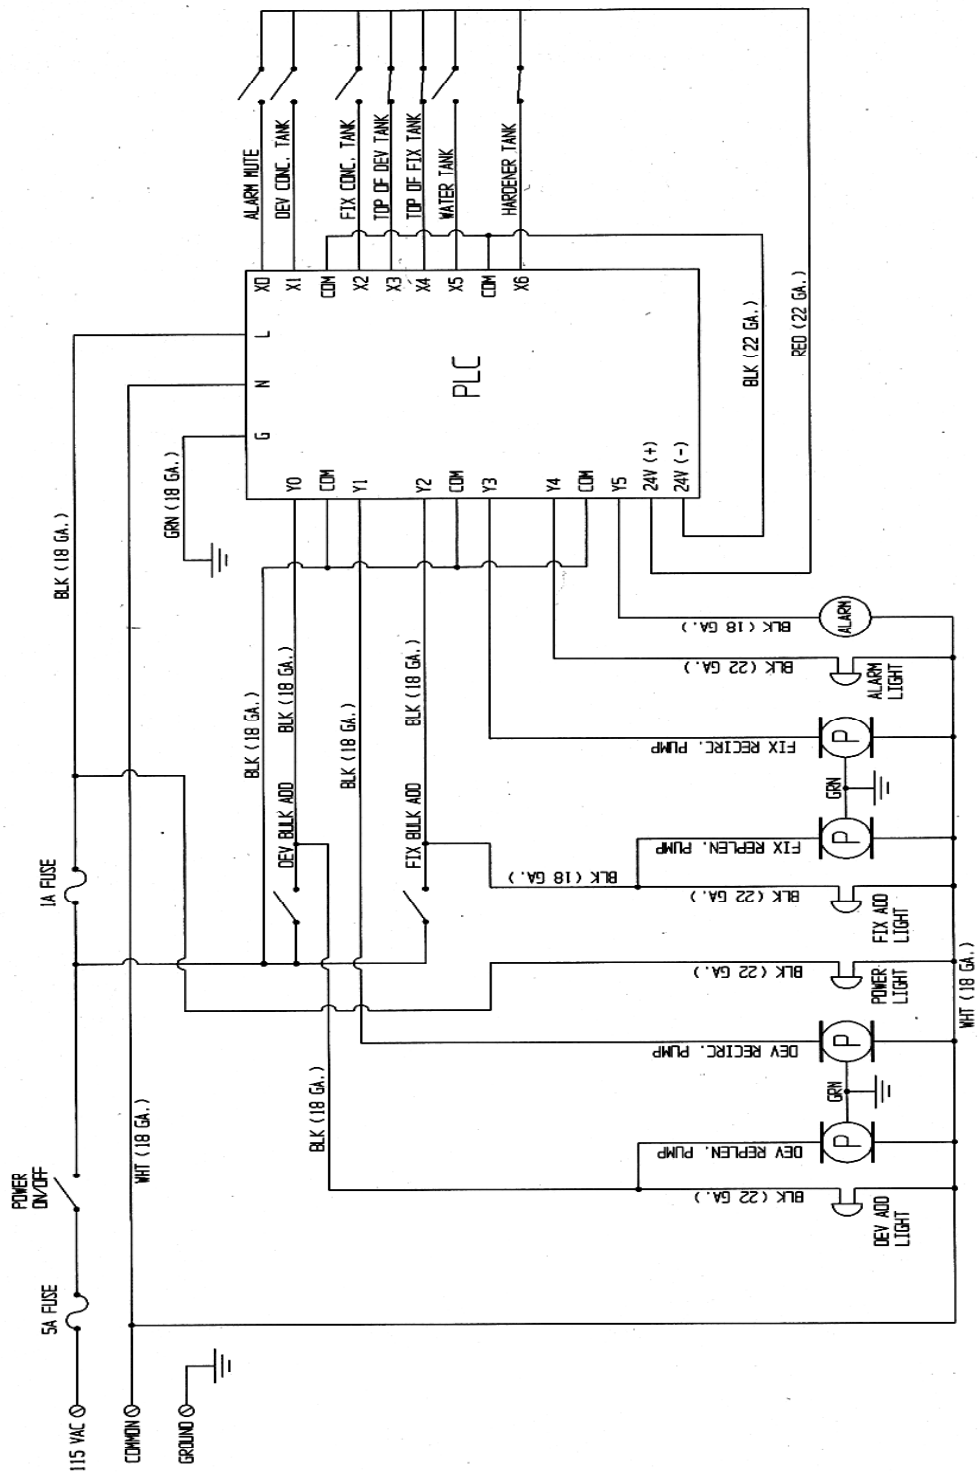 ALARM MUTE
DEV CONC. TANK
FIX CONC. TANK
TOP OF DEV TANK
TOP OF FIX TANK
WATER TANK
HARDENER TANK
X0
X1
COM
X2
X3
X4
X5
COM
X6
L
N
G
PLC
Y0
COM
Y1
Y2
COM
Y3
Y4
COM
Y5
24V (+)
24V (-)
BLK (22 GA.)
RED (22 GA.)
GRN (18 GA.)
BLK (18 GA.)
BLK (18 GA.)
BLK (18 GA.)
BLK (18 GA.)
BLK (18 GA.)
BLK (18 GA.)
ALARM
BLK (22 GA.)
ALARM
LIGHT
FIX RECIRC. PUMP
P
GRN
1A FUSE
DEV BULK ADD
FIX BULK ADD
FIX REPLEN. PUMP
P
BLK (18 GA.)
BLK (22 GA.)
FIX ADD
LIGHT
BLK (22 GA.)
POWER
LIGHT
WHT (18 GA.)
DEV RECIRC. PUMP
P
GRN
BLK (18 GA.)
DEV REPLEN. PUMP
P
BLK (22 GA.)
DEV ADD
LIGHT
POWER
ON/OFF
WHT (18 GA.)
5A FUSE
115 VAC
COMMON
GROUND